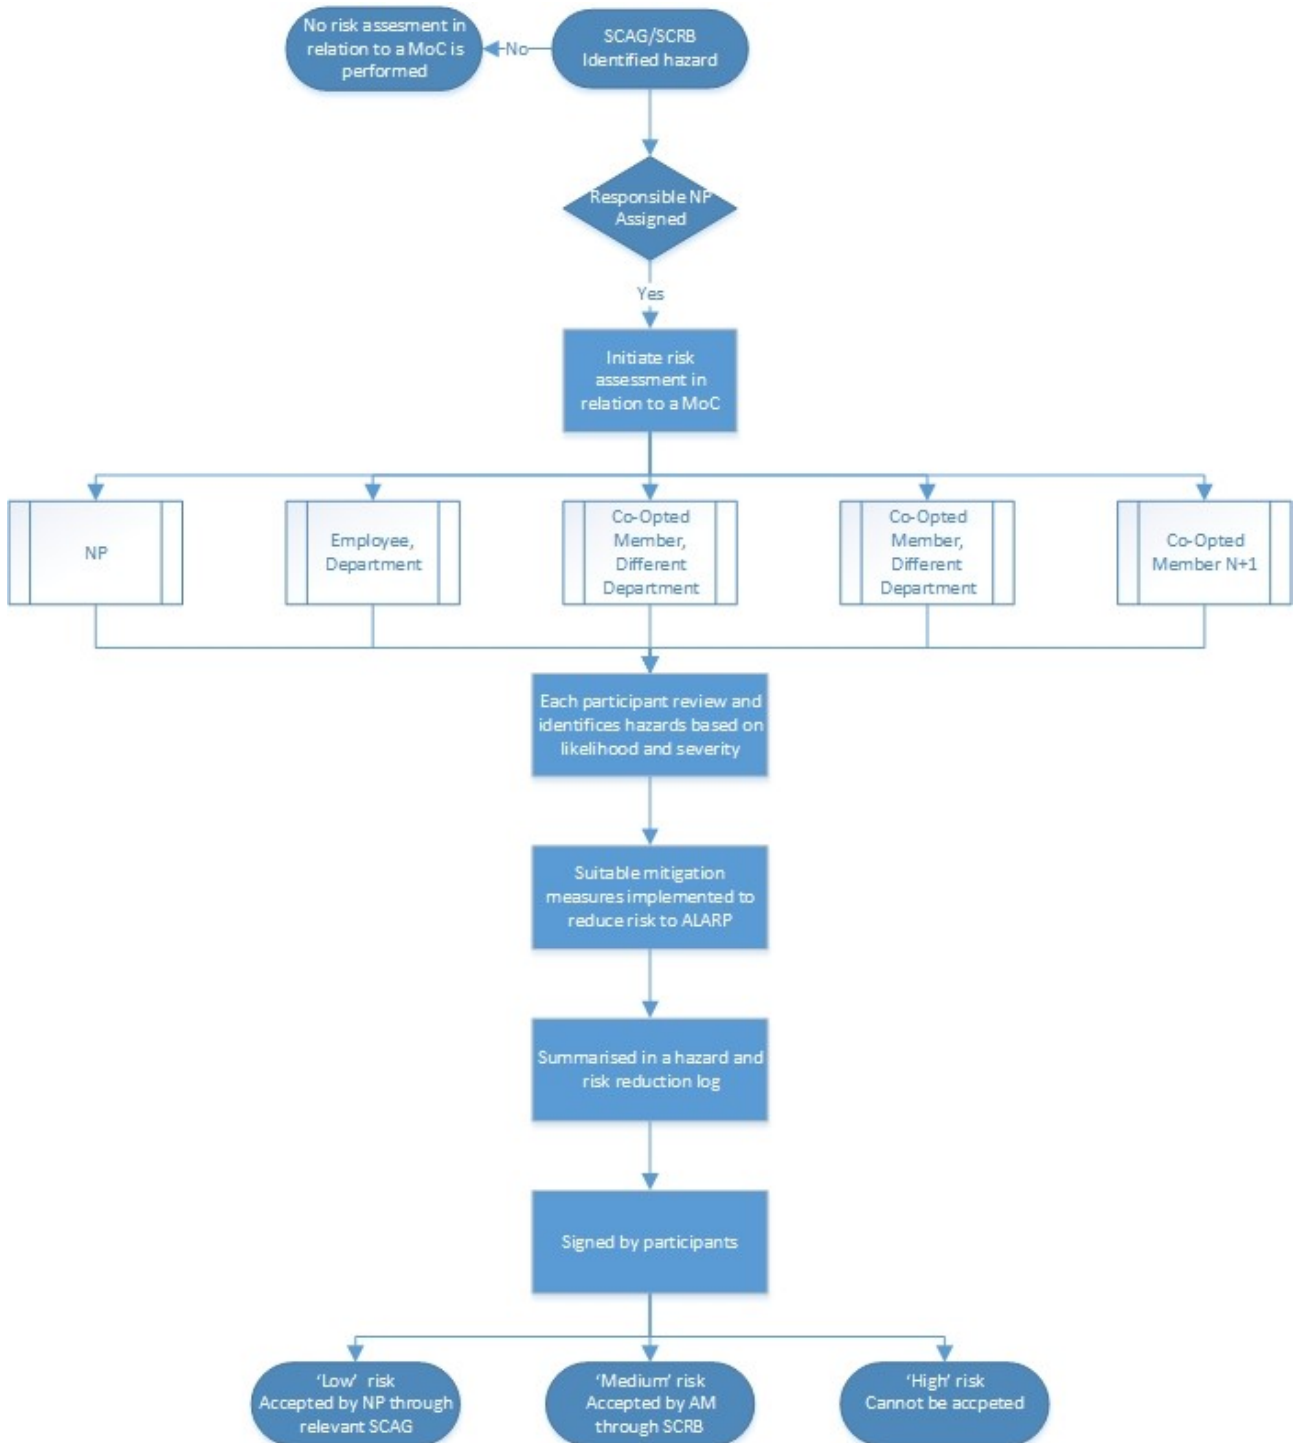 No risk assesment in
relation to a MoC is
performed
No
SCAG/SCRB
Identified hazard
Responsible NP
Assigned
Yes
Initiate risk
assessment in
relation to a MoC
NP
Employee,
Department
Co-Opted
Member,
Different
Department
Co-Opted
Member,
Different
Department
Co-Opted
Member N+1
Each participant review and
identifices hazards based on
likelihood and severity
Suitable mitigation
measures implemented to
reduce risk to ALARP
Summarised in a hazard and
risk reduction log
Signed by participants
‘Low’ risk
Accepted by NP through
relevant SCAG
‘Medium’ risk
Accepted by AM
through SCRB
‘High’ risk
Cannot be accpeted